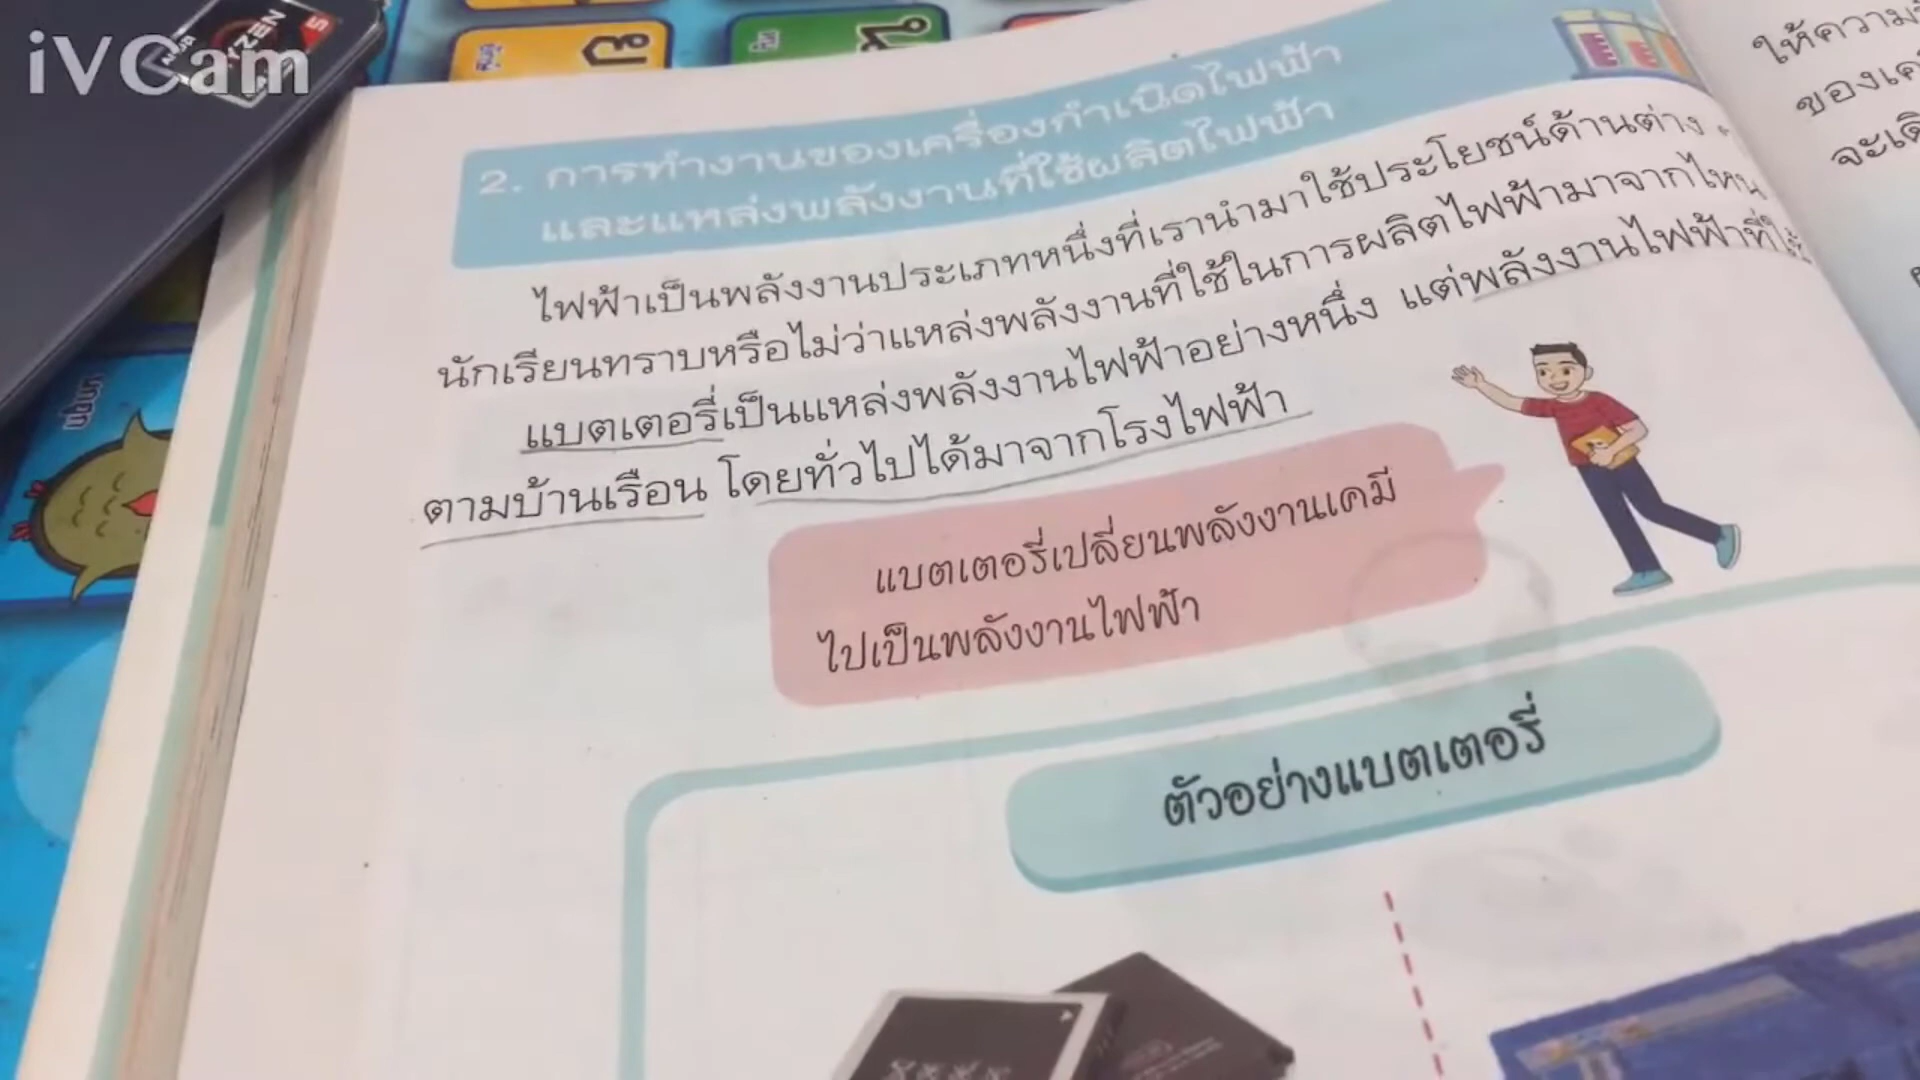 iVCam
RYZEN
5
2. การทำงานของเครื่องกำเนิดไฟฟ้า
และแหล่งพลังงานที่ใช้ผลิตไฟฟ้า
ไฟฟ้าเป็นพลังงานประเภทหนึ่งที่เรานำมาใช้ประโยชน์ด้านต่าง ๆ
นักเรียนทราบหรือไม่ว่าแหล่งพลังงานที่ใช้ในการผลิตไฟฟ้ามาจากไหน
แบตเตอรี่เป็นแหล่งพลังงานไฟฟ้าอย่างหนึ่ง แต่พลังงานไฟฟ้าที่ใช้
ตามบ้านเรือน โดยทั่วไปได้มาจากโรงไฟฟ้า
แบตเตอรี่เปลี่ยนพลังงานเคมี
ไปเป็นพลังงานไฟฟ้า
ตัวอย่างแบตเตอรี่
ให้ความ
ของเค
จะเดิ